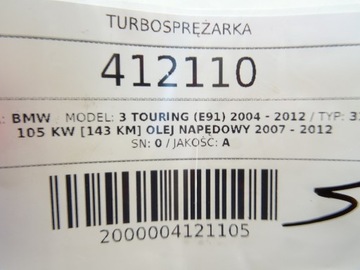 TURBOSPRĘŻARKA
412110
: BMW / MODEL: 3 TOURING (E91) 2004 - 2012 / TYP: 3
105 KW [143 KM] OLEJ NAPĘDOWY 2007 - 2012
SN: 0 / JAKOŚĆ: A
2000004121105